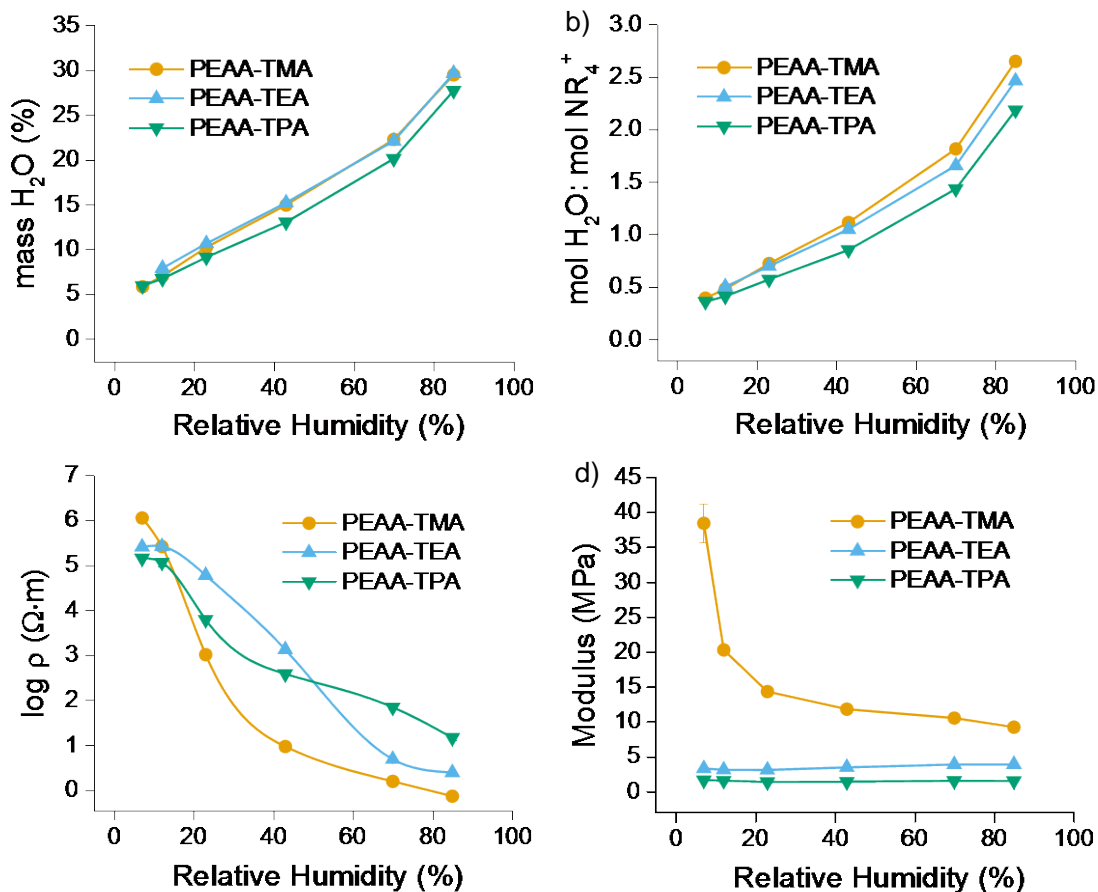 35
30
25
20
15
10
5
0
mass H₂O (%)
PEAA-TMA
PEAA-TEA
PEAA-TPA
0 20 40 60 80 100
Relative Humidity (%)
b)
3.0
2.5
2.0
1.5
1.0
0.5
0.0
mol H₂O: mol NR₄⁺
PEAA-TMA
PEAA-TEA
PEAA-TPA
0 20 40 60 80 100
Relative Humidity (%)
7
6
5
4
3
2
1
0
log ρ (Ω·m)
PEAA-TMA
PEAA-TEA
PEAA-TPA
0 20 40 60 80 100
Relative Humidity (%)
d)
45
40
35
30
25
20
15
10
5
0
Modulus (MPa)
PEAA-TMA
PEAA-TEA
PEAA-TPA
0 20 40 60 80 100
Relative Humidity (%)